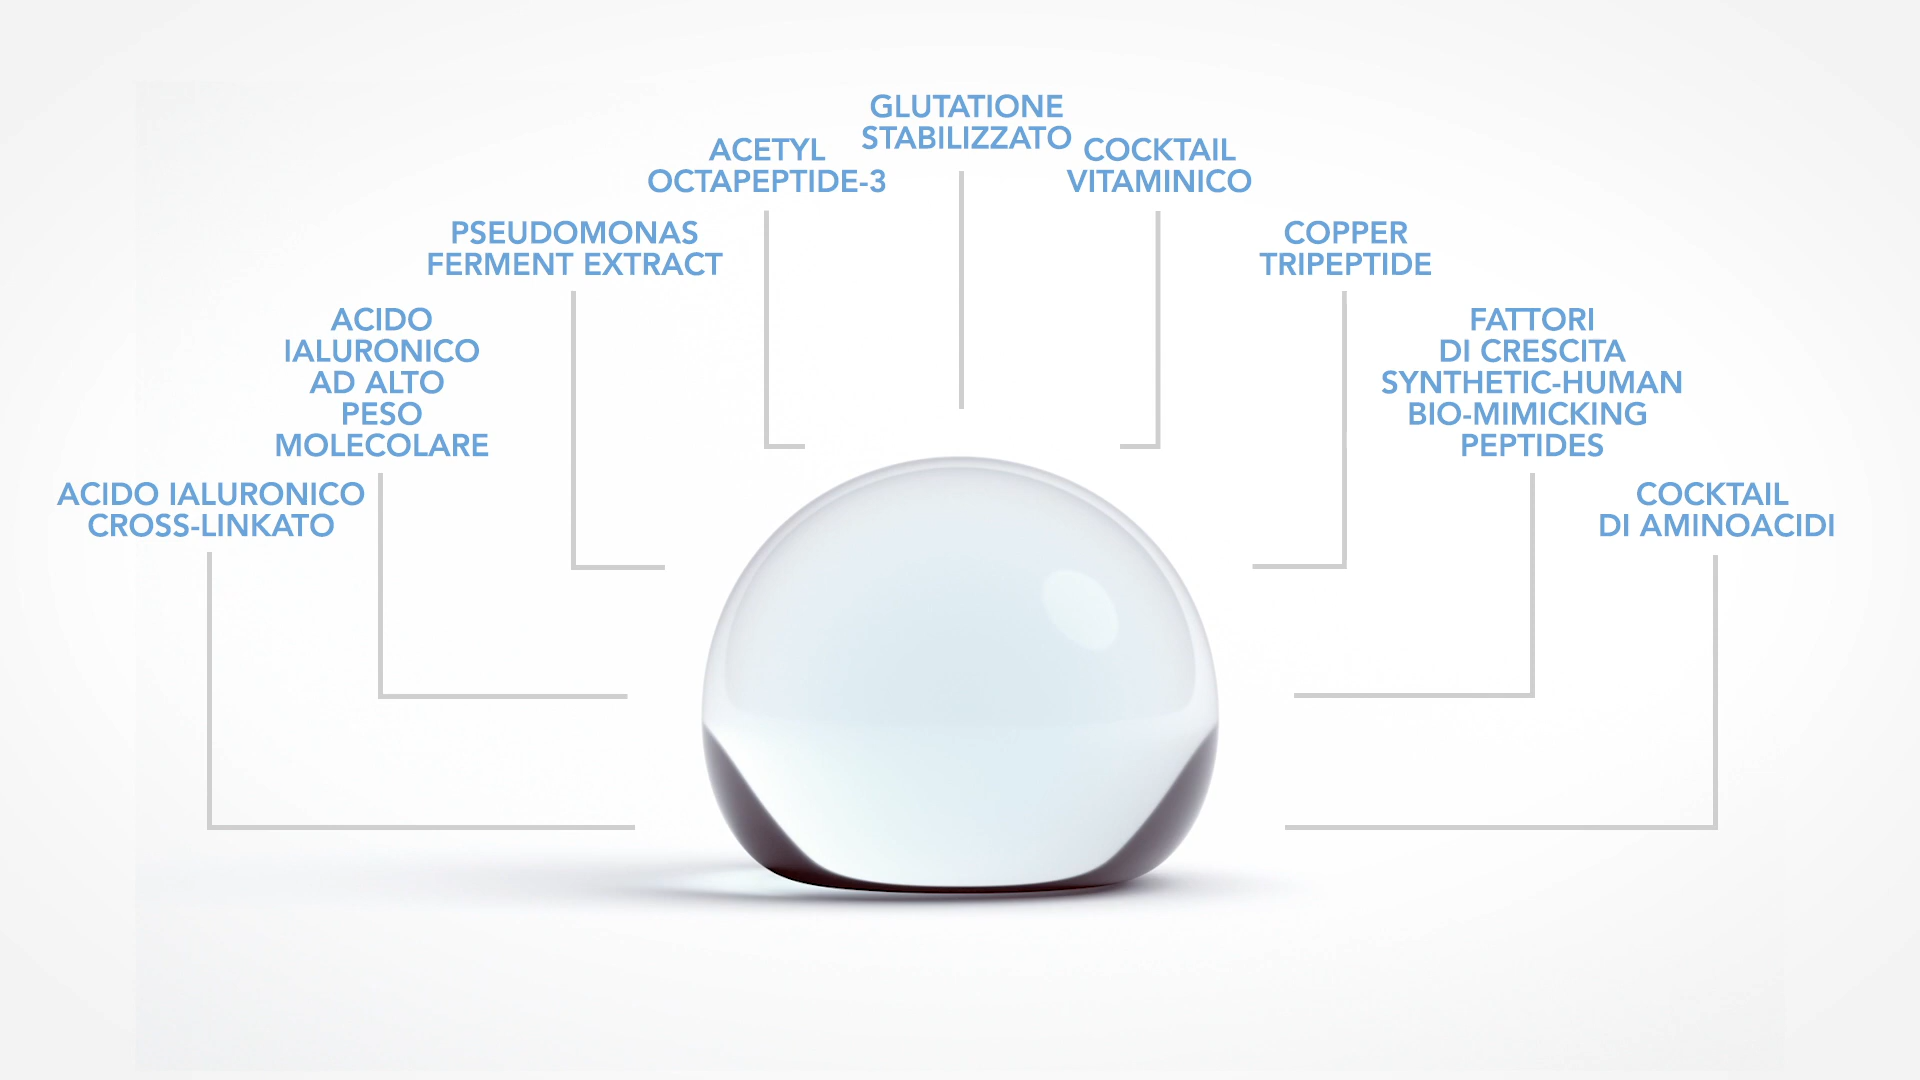 GLUTATIONE
STABILIZZATO
ACETYL
OCTAPEPTIDE-3
COCKTAIL
VITAMINICO
PSEUDOMONAS
FERMENT EXTRACT
COPPER
TRIPEPTIDE
ACIDO
IALURONICO
AD ALTO
PESO
MOLECOLARE
FATTORI
DI CRESCITA
SYNTHETIC-HUMAN
BIO-MIMICKING
PEPTIDES
ACIDO IALURONICO
CROSS-LINKATO
COCKTAIL
DI AMINOACIDI